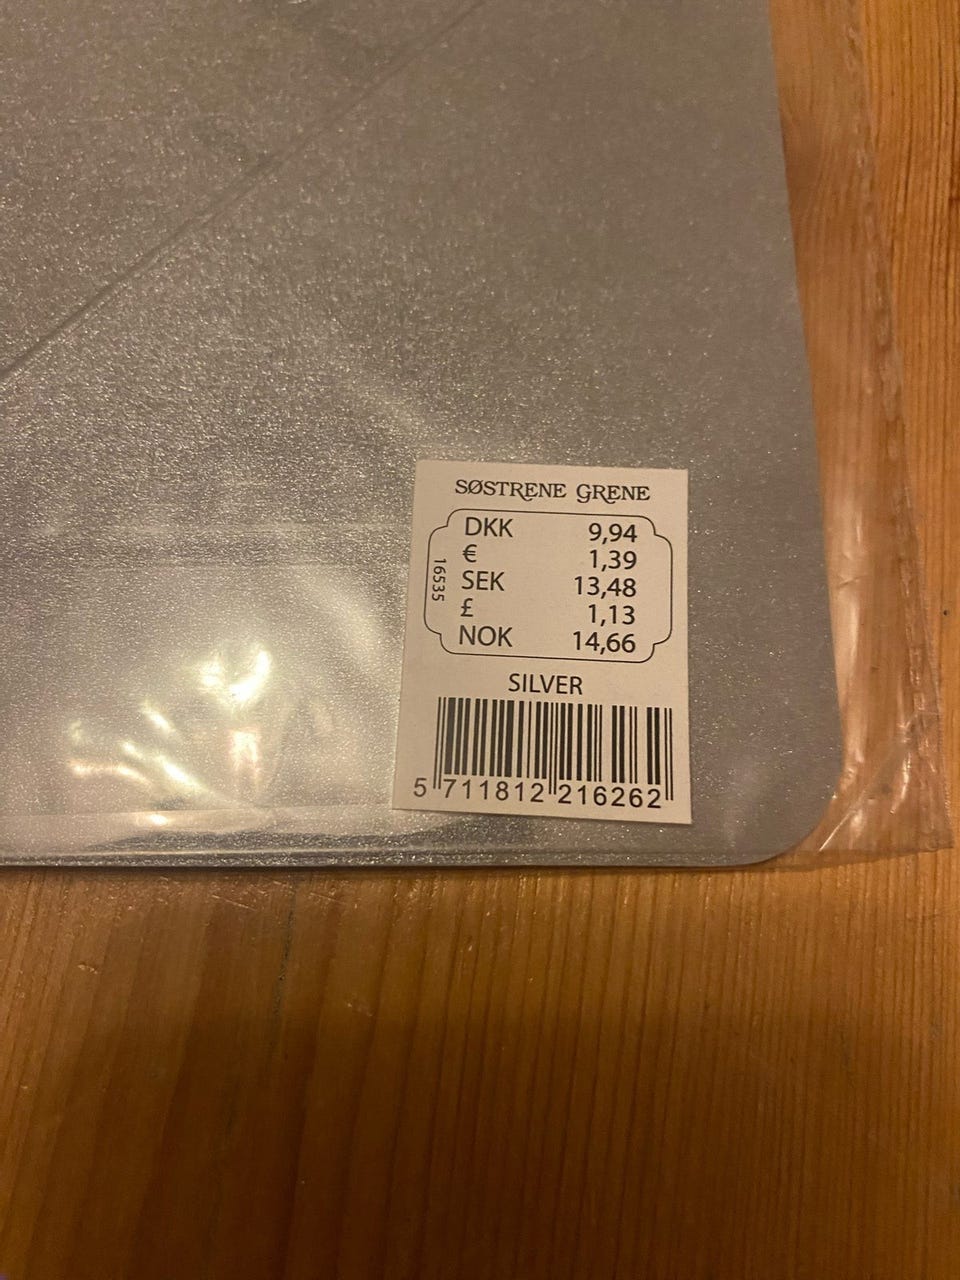 SØSTRENE GRENE
DKK 9,94
€ 1,39
SEK 13,48
£ 1,13
NOK 14,66
16535
SILVER
5 711812 216262